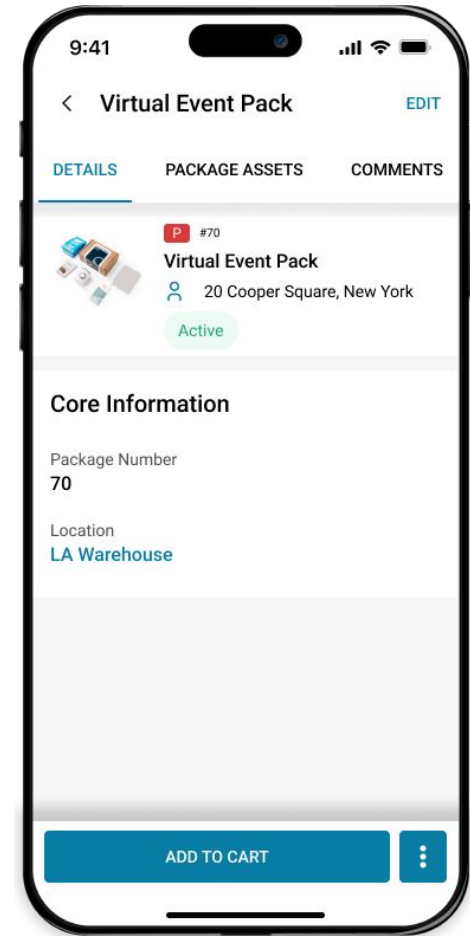 9:41
Virtual Event Pack
EDIT
DETAILS
PACKAGE ASSETS
COMMENTS
P #70
Virtual Event Pack
20 Cooper Square, New York
Active
Core Information
Package Number
70
Location
LA Warehouse
ADD TO CART